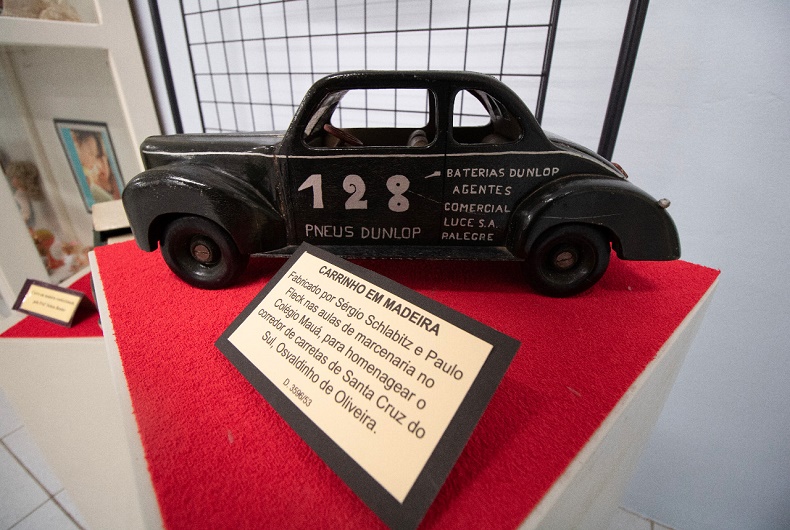 128
PNEUS DUNLOP
BATERIAS DUNLOP
AGENTES
COMERCIAL
LUCE S.A.
PALEGRE
CARRINHO EM MADEIRA
Fabricado por Sérgio Schlabitz e Paulo
Fleck nas aulas de marcenaria no
Colégio Mauá, para homenagear o
corredor de carretas de Santa Cruz do
Sul, Osvaldinho de Oliveira.